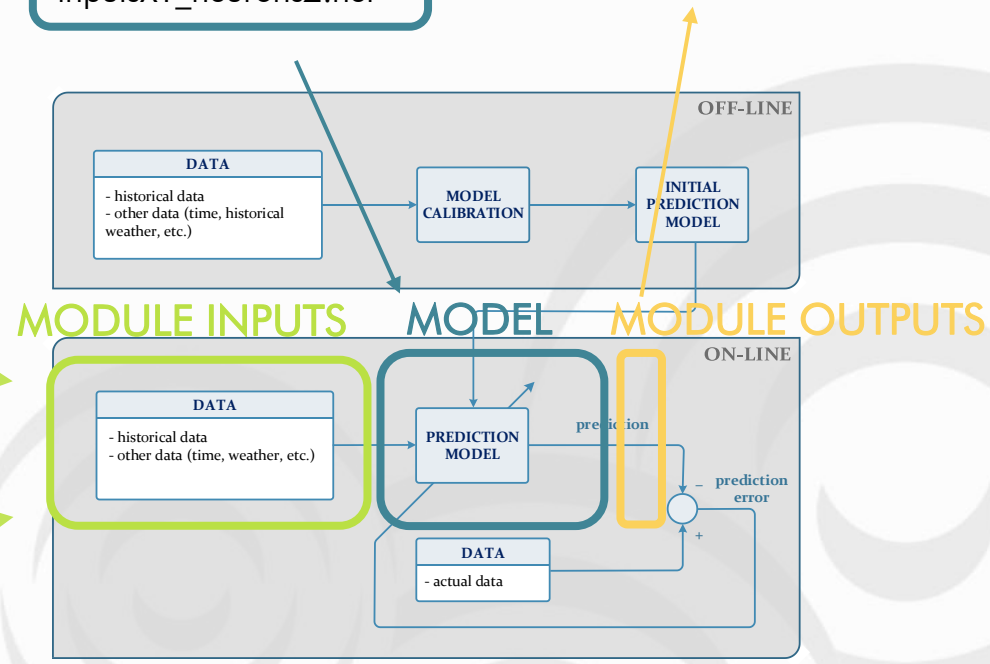 OFF-LINE
DATA
- historical data
- other data (time, historical
weather, etc.)
MODEL
CALIBRATION
INITIAL
PREDICTION
MODEL
MODULE INPUTS
MODEL
MODULE OUTPUTS
ON-LINE
DATA
- historical data
- other data (time, weather, etc.)
PREDICTION
MODEL
prediction
− prediction
error
+
DATA
- actual data